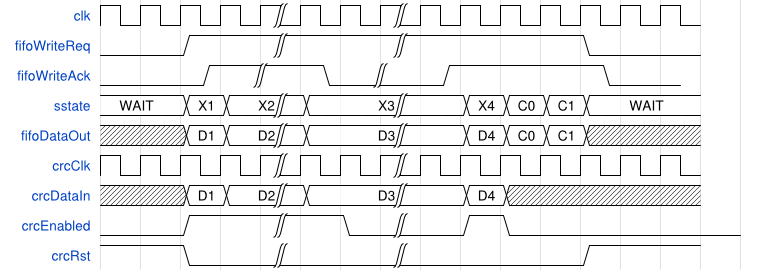 clk
fifoWriteReq
fifoWriteAck
sstate WAIT X1 X2 X3 X4 C0 C1 WAIT
fifoDataOut D1 D2 D3 D4 C0 C1
crcClk
crcDataIn D1 D2 D3 D4
crcEnabled
crcRst